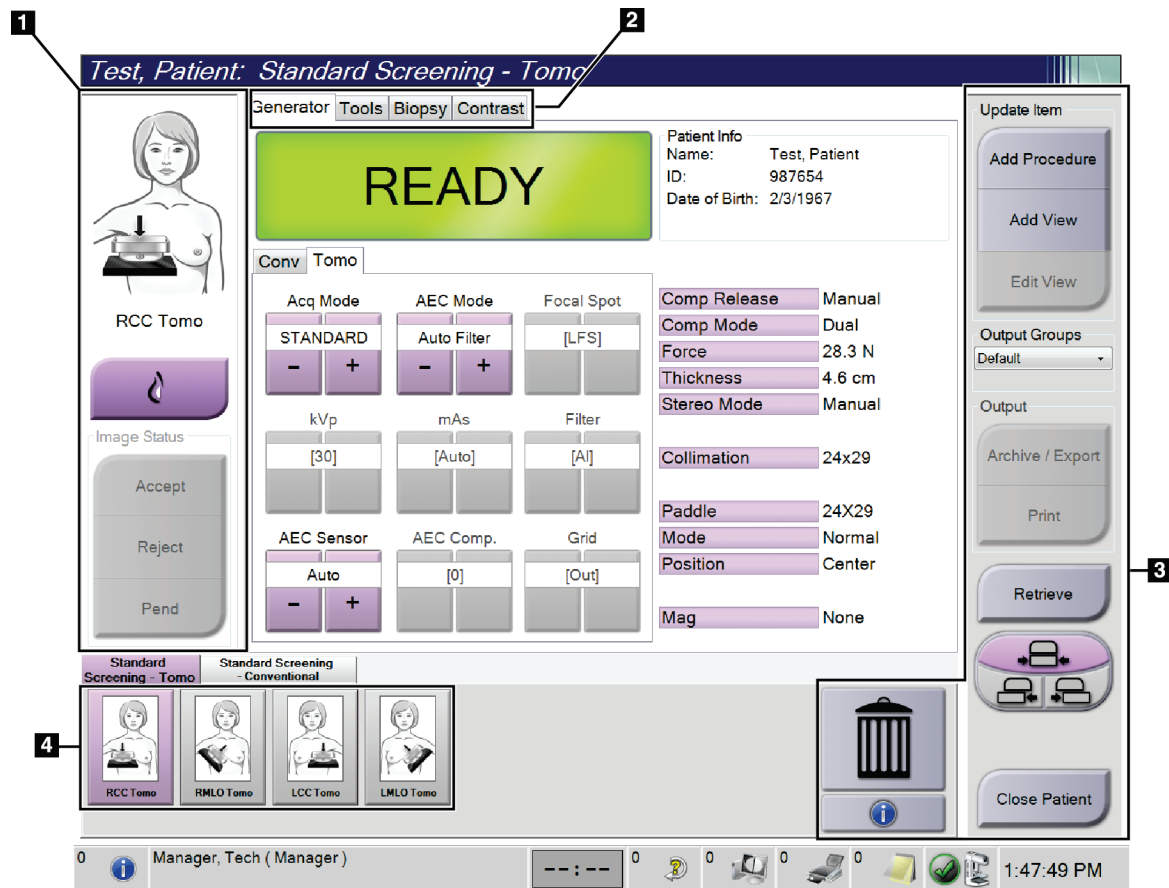 1
2
Test, Patient: Standard Screening - Tomo
Generator Tools Biopsy Contrast
READY
Patient Info
Name: Test, Patient
ID: 987654
Date of Birth: 2/3/1967
RCC Tomo
Image Status
Accept
Reject
Pend
Conv Tomo
Acq Mode AEC Mode Focal Spot
STANDARD Auto Filter [LFS]
- + - +
kVp mAs Filter
[30] [Auto] [Al]
AEC Sensor AEC Comp. Grid
Auto [0] [Out]
- +
Comp Release Manual
Comp Mode Dual
Force 28.3 N
Thickness 4.6 cm
Stereo Mode Manual
Collimation 24x29
Paddle 24X29
Mode Normal
Position Center
Mag None
Update Item
Add Procedure
Add View
Edit View
Output Groups
Default
Output
Archive / Export
Print
3
Retrieve
Close Patient
Standard
Screening - Tomo
Standard Screening
- Conventional
4
RCC Tomo RMLO Tomo LCC Tomo LMLO Tomo
0 Manager, Tech ( Manager ) --:-- 0 0 0 0 1:47:49 PM